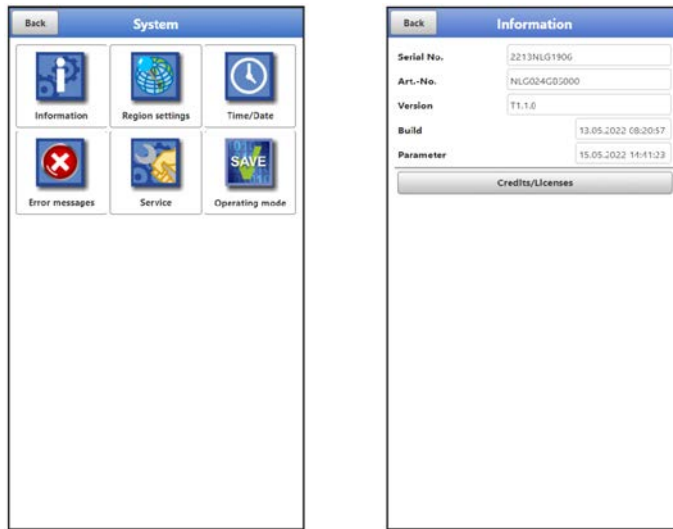 Back System
Information Region settings Time/Date
SAVE
Error messages Service Operating mode
Back Information
Serial No. 2213NLG1906
Art.-No.
Version T1.1.0
Build 13.05.2022 08:20:57
Parameter 15.05.2022 14:41:23
Credits/Licenses